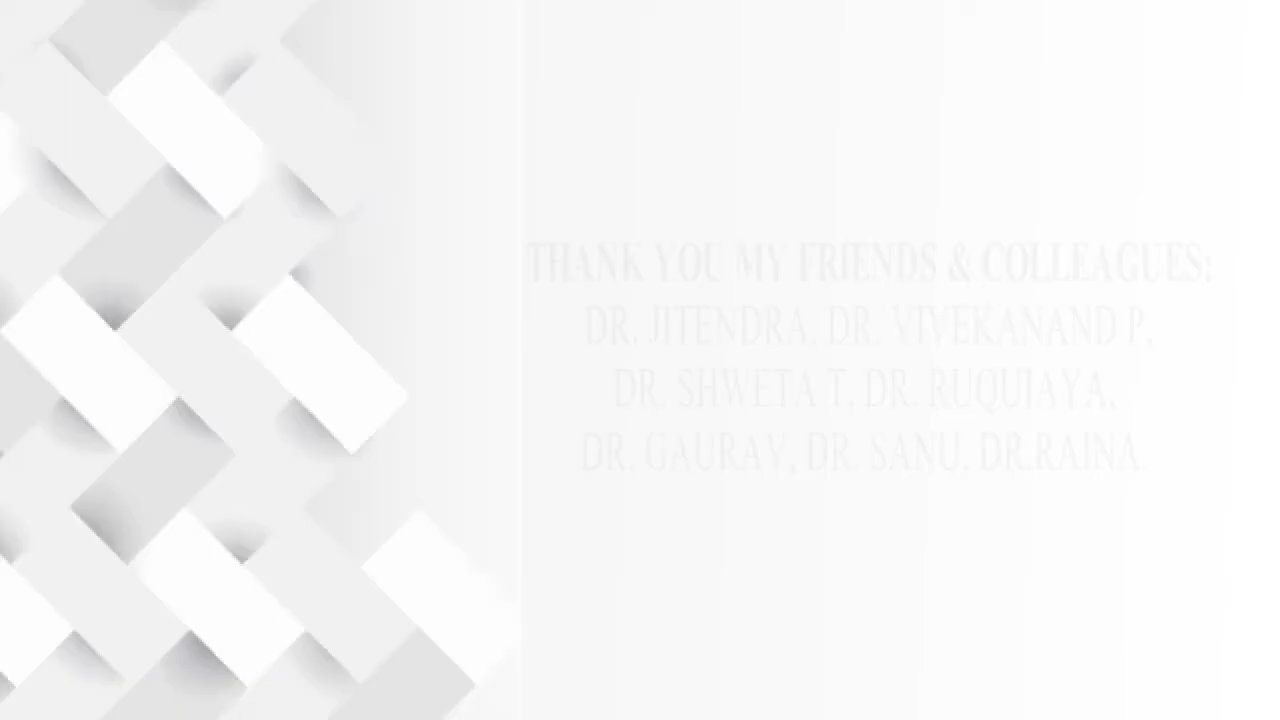 THANK YOU MY FRIENDS & COLLEAGUES:
DR. JITENDRA, DR. VIVEKANAND P,
DR. SHWETA T, DR. RUQUIAYA,
DR. GAURAV, DR. SANU, DR.RAINA.